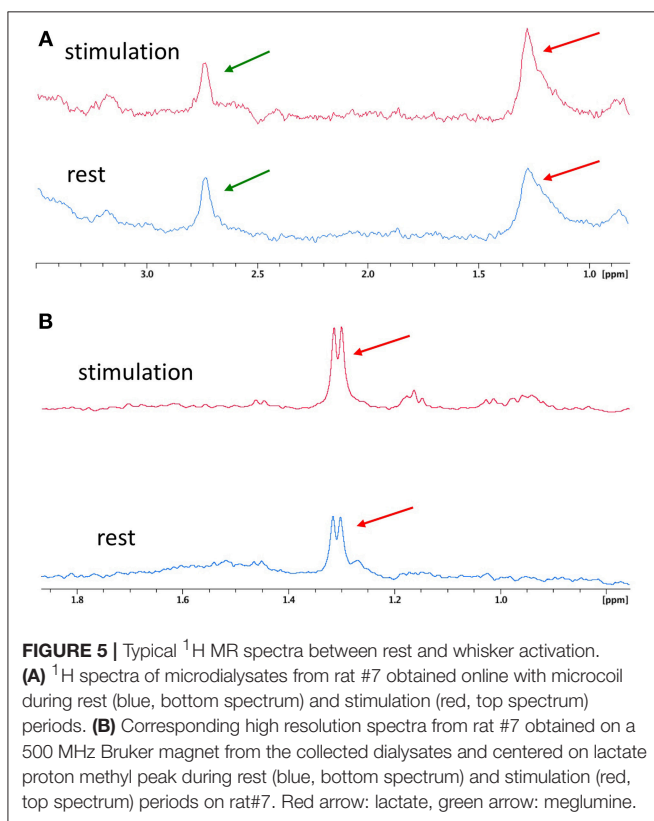 A
stimulation
rest
3.0 2.5 2.0 1.5 1.0 [ppm]
B
stimulation
rest
1.8 1.6 1.4 1.2 1.0 [ppm]
FIGURE 5 | Typical ¹H MR spectra between rest and whisker activation.
(A) ¹H spectra of microdialysates from rat #7 obtained online with microcoil
during rest (blue, bottom spectrum) and stimulation (red, top spectrum)
periods. (B) Corresponding high resolution spectra from rat #7 obtained on a
500 MHz Bruker magnet from the collected dialysates and centered on lactate
proton methyl peak during rest (blue, bottom spectrum) and stimulation (red,
top spectrum) periods on rat#7. Red arrow: lactate, green arrow: meglumine.